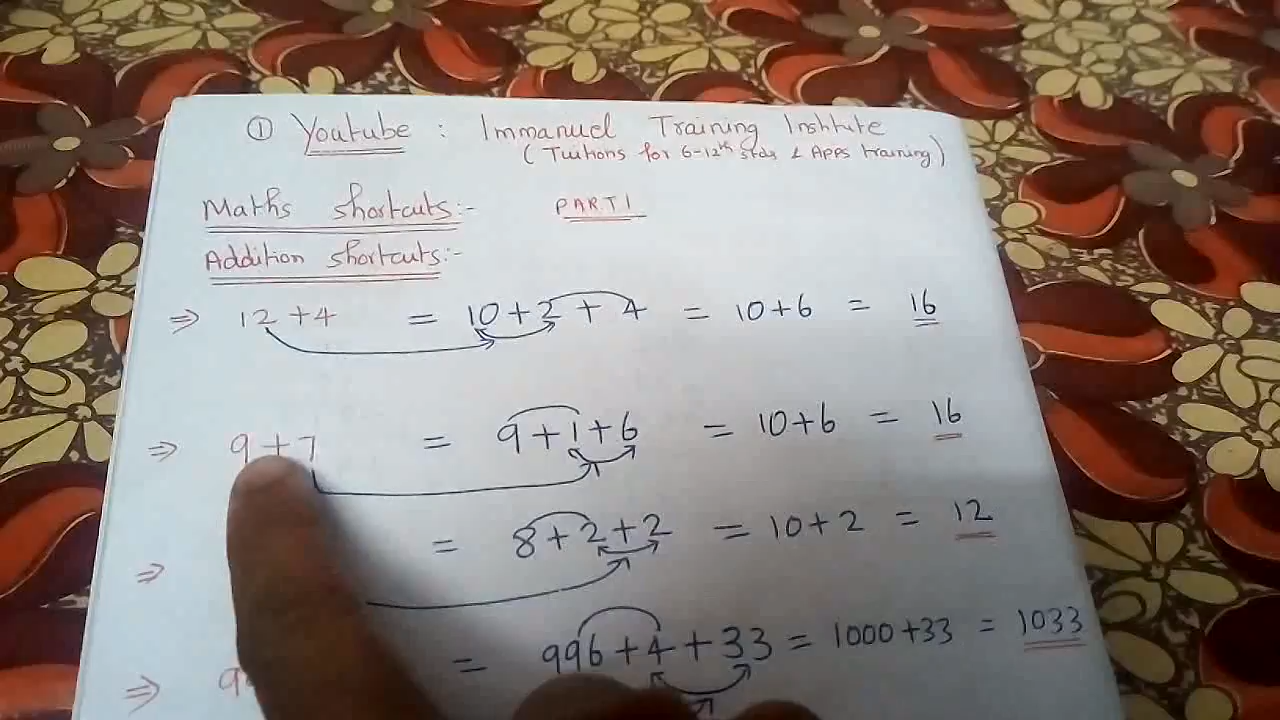 ① Youtube : Immanuel Training Institute
(Tuitions for 6-12th stds & Apps training)
Maths shortcuts:- PART 1
Addition shortcuts:-
⇒ 12 + 4 = 10 + 2 + 4 = 10 + 6 = 16
⇒ 9 + 7 = 9 + 1 + 6 = 10 + 6 = 16
⇒ = 8 + 2 + 2 = 10 + 2 = 12
⇒ 9 = 996 + 4 + 33 = 1000 + 33 = 1033